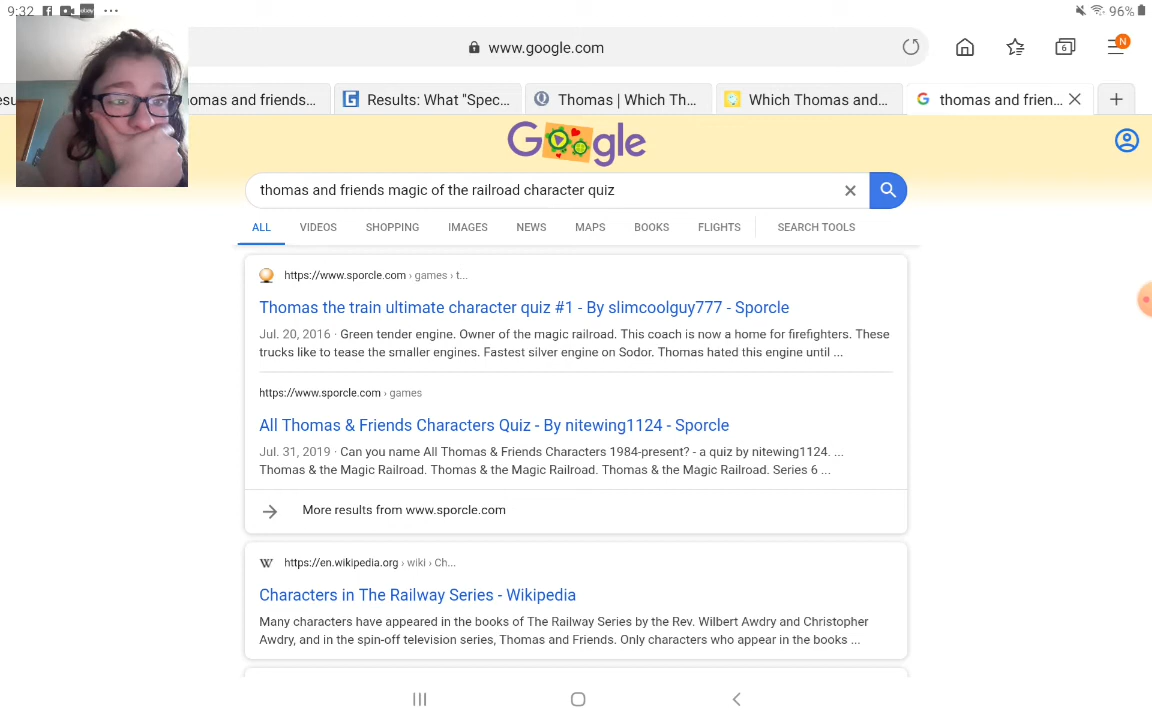 9:32
96%
www.google.com
6
N
omas and friends...
Results: What "Spec...
Thomas | Which Th...
Which Thomas and...
thomas and frien...
Google
thomas and friends magic of the railroad character quiz
ALL VIDEOS SHOPPING IMAGES NEWS MAPS BOOKS FLIGHTS SEARCH TOOLS
https://www.sporcle.com › games › t...
Thomas the train ultimate character quiz #1 - By slimcoolguy777 - Sporcle
Jul. 20, 2016 · Green tender engine. Owner of the magic railroad. This coach is now a home for firefighters. These
trucks like to tease the smaller engines. Fastest silver engine on Sodor. Thomas hated this engine until ...
https://www.sporcle.com › games
All Thomas & Friends Characters Quiz - By nitewing1124 - Sporcle
Jul. 31, 2019 · Can you name All Thomas & Friends Characters 1984-present? - a quiz by nitewing1124. ...
Thomas & the Magic Railroad. Thomas & the Magic Railroad. Thomas & the Magic Railroad. Series 6 ...
More results from www.sporcle.com
W https://en.wikipedia.org › wiki › Ch...
Characters in The Railway Series - Wikipedia
Many characters have appeared in the books of The Railway Series by the Rev. Wilbert Awdry and Christopher
Awdry, and in the spin-off television series, Thomas and Friends. Only characters who appear in the books ...